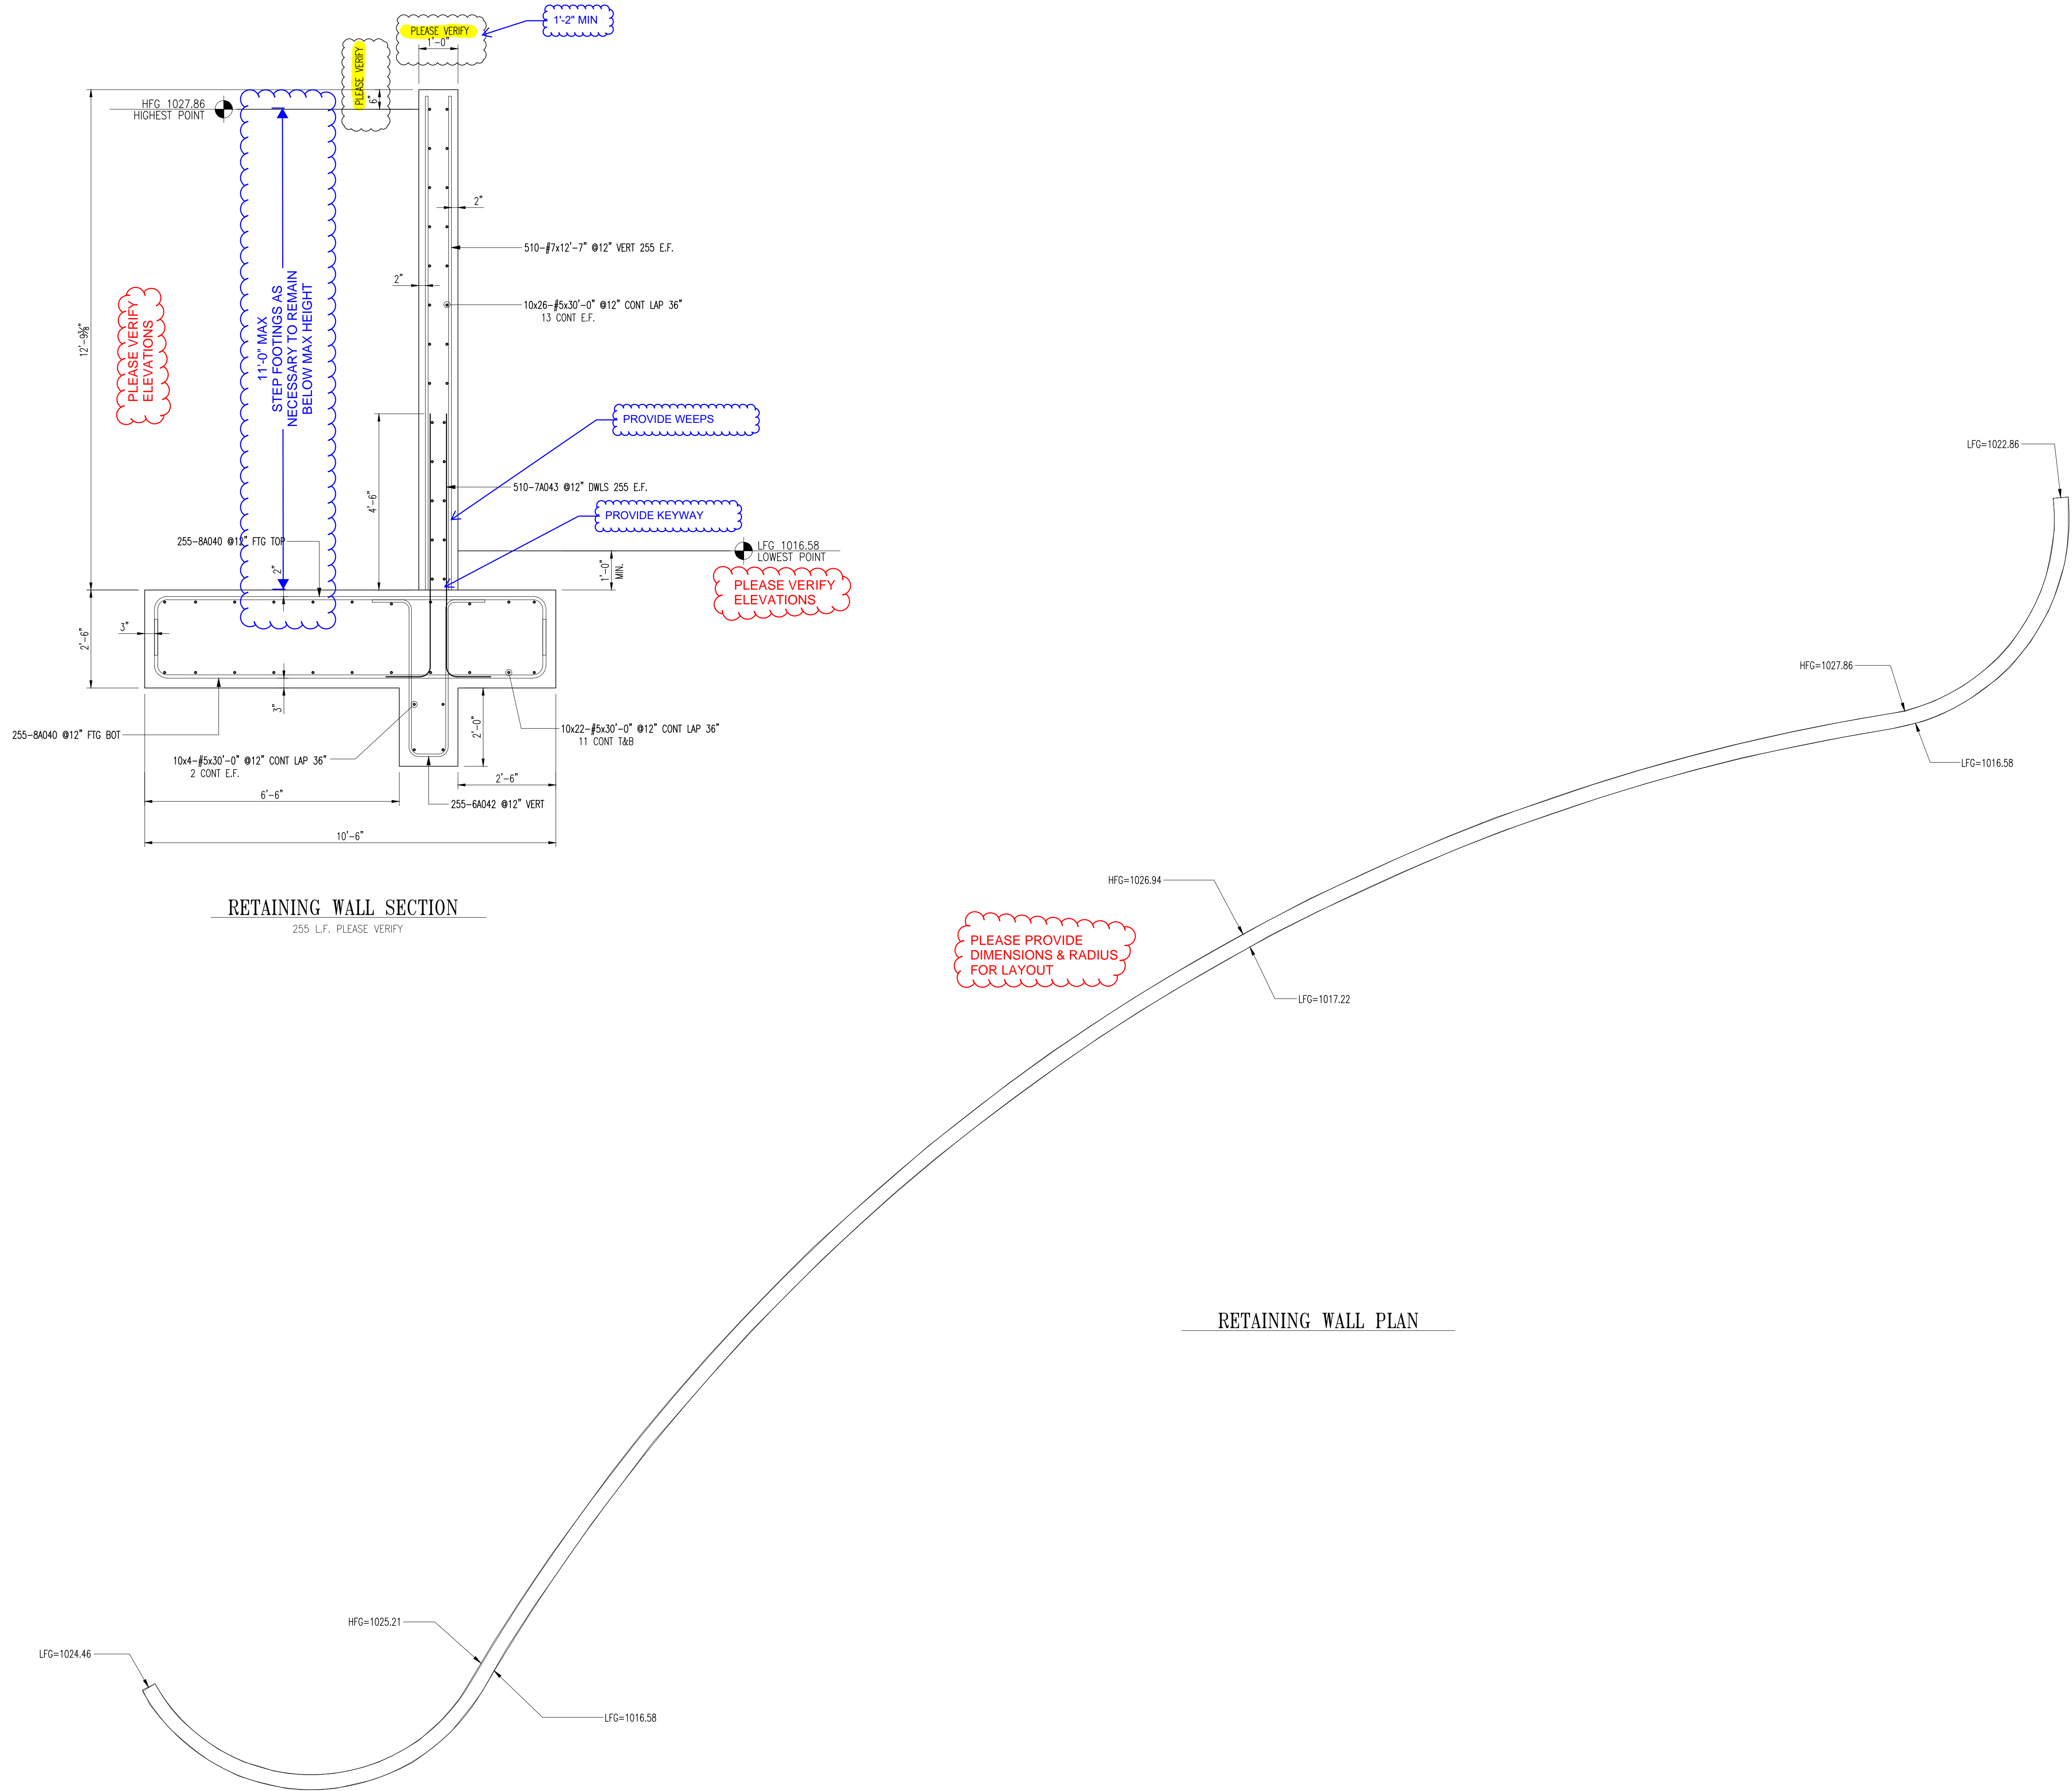 PLEASE VERIFY
1'-0"
1'-2" MIN
PLEASE VERIFY
6"
HFG 1027.86
HIGHEST POINT
12'-9⅜"
PLEASE VERIFY
ELEVATIONS
11'-0" MAX
STEP FOOTINGS AS
NECESSARY TO REMAIN
BELOW MAX HEIGHT
2"
510-#7x12'-7" @12" VERT 255 E.F.
2"
10x26-#5x30'-0" @12" CONT LAP 36"
13 CONT E.F.
PROVIDE WEEPS
4'-6"
510-7A043 @12" DWLS 255 E.F.
PROVIDE KEYWAY
255-8A040 @12" FTG TOP
2"
LFG 1016.58
LOWEST POINT
1'-0"
MIN.
PLEASE VERIFY
ELEVATIONS
2'-6"
3"
3"
255-8A040 @12" FTG BOT
2'-0"
10x22-#5x30'-0" @12" CONT LAP 36"
11 CONT T&B
10x4-#5x30'-0" @12" CONT LAP 36"
2 CONT E.F.
2'-6"
6'-6"
255-6A042 @12" VERT
10'-6"
RETAINING WALL SECTION
255 L.F. PLEASE VERIFY
LFG=1022.86
HFG=1027.86
LFG=1016.58
HFG=1026.94
PLEASE PROVIDE
DIMENSIONS & RADIUS
FOR LAYOUT
LFG=1017.22
RETAINING WALL PLAN
HFG=1025.21
LFG=1024.46
LFG=1016.58